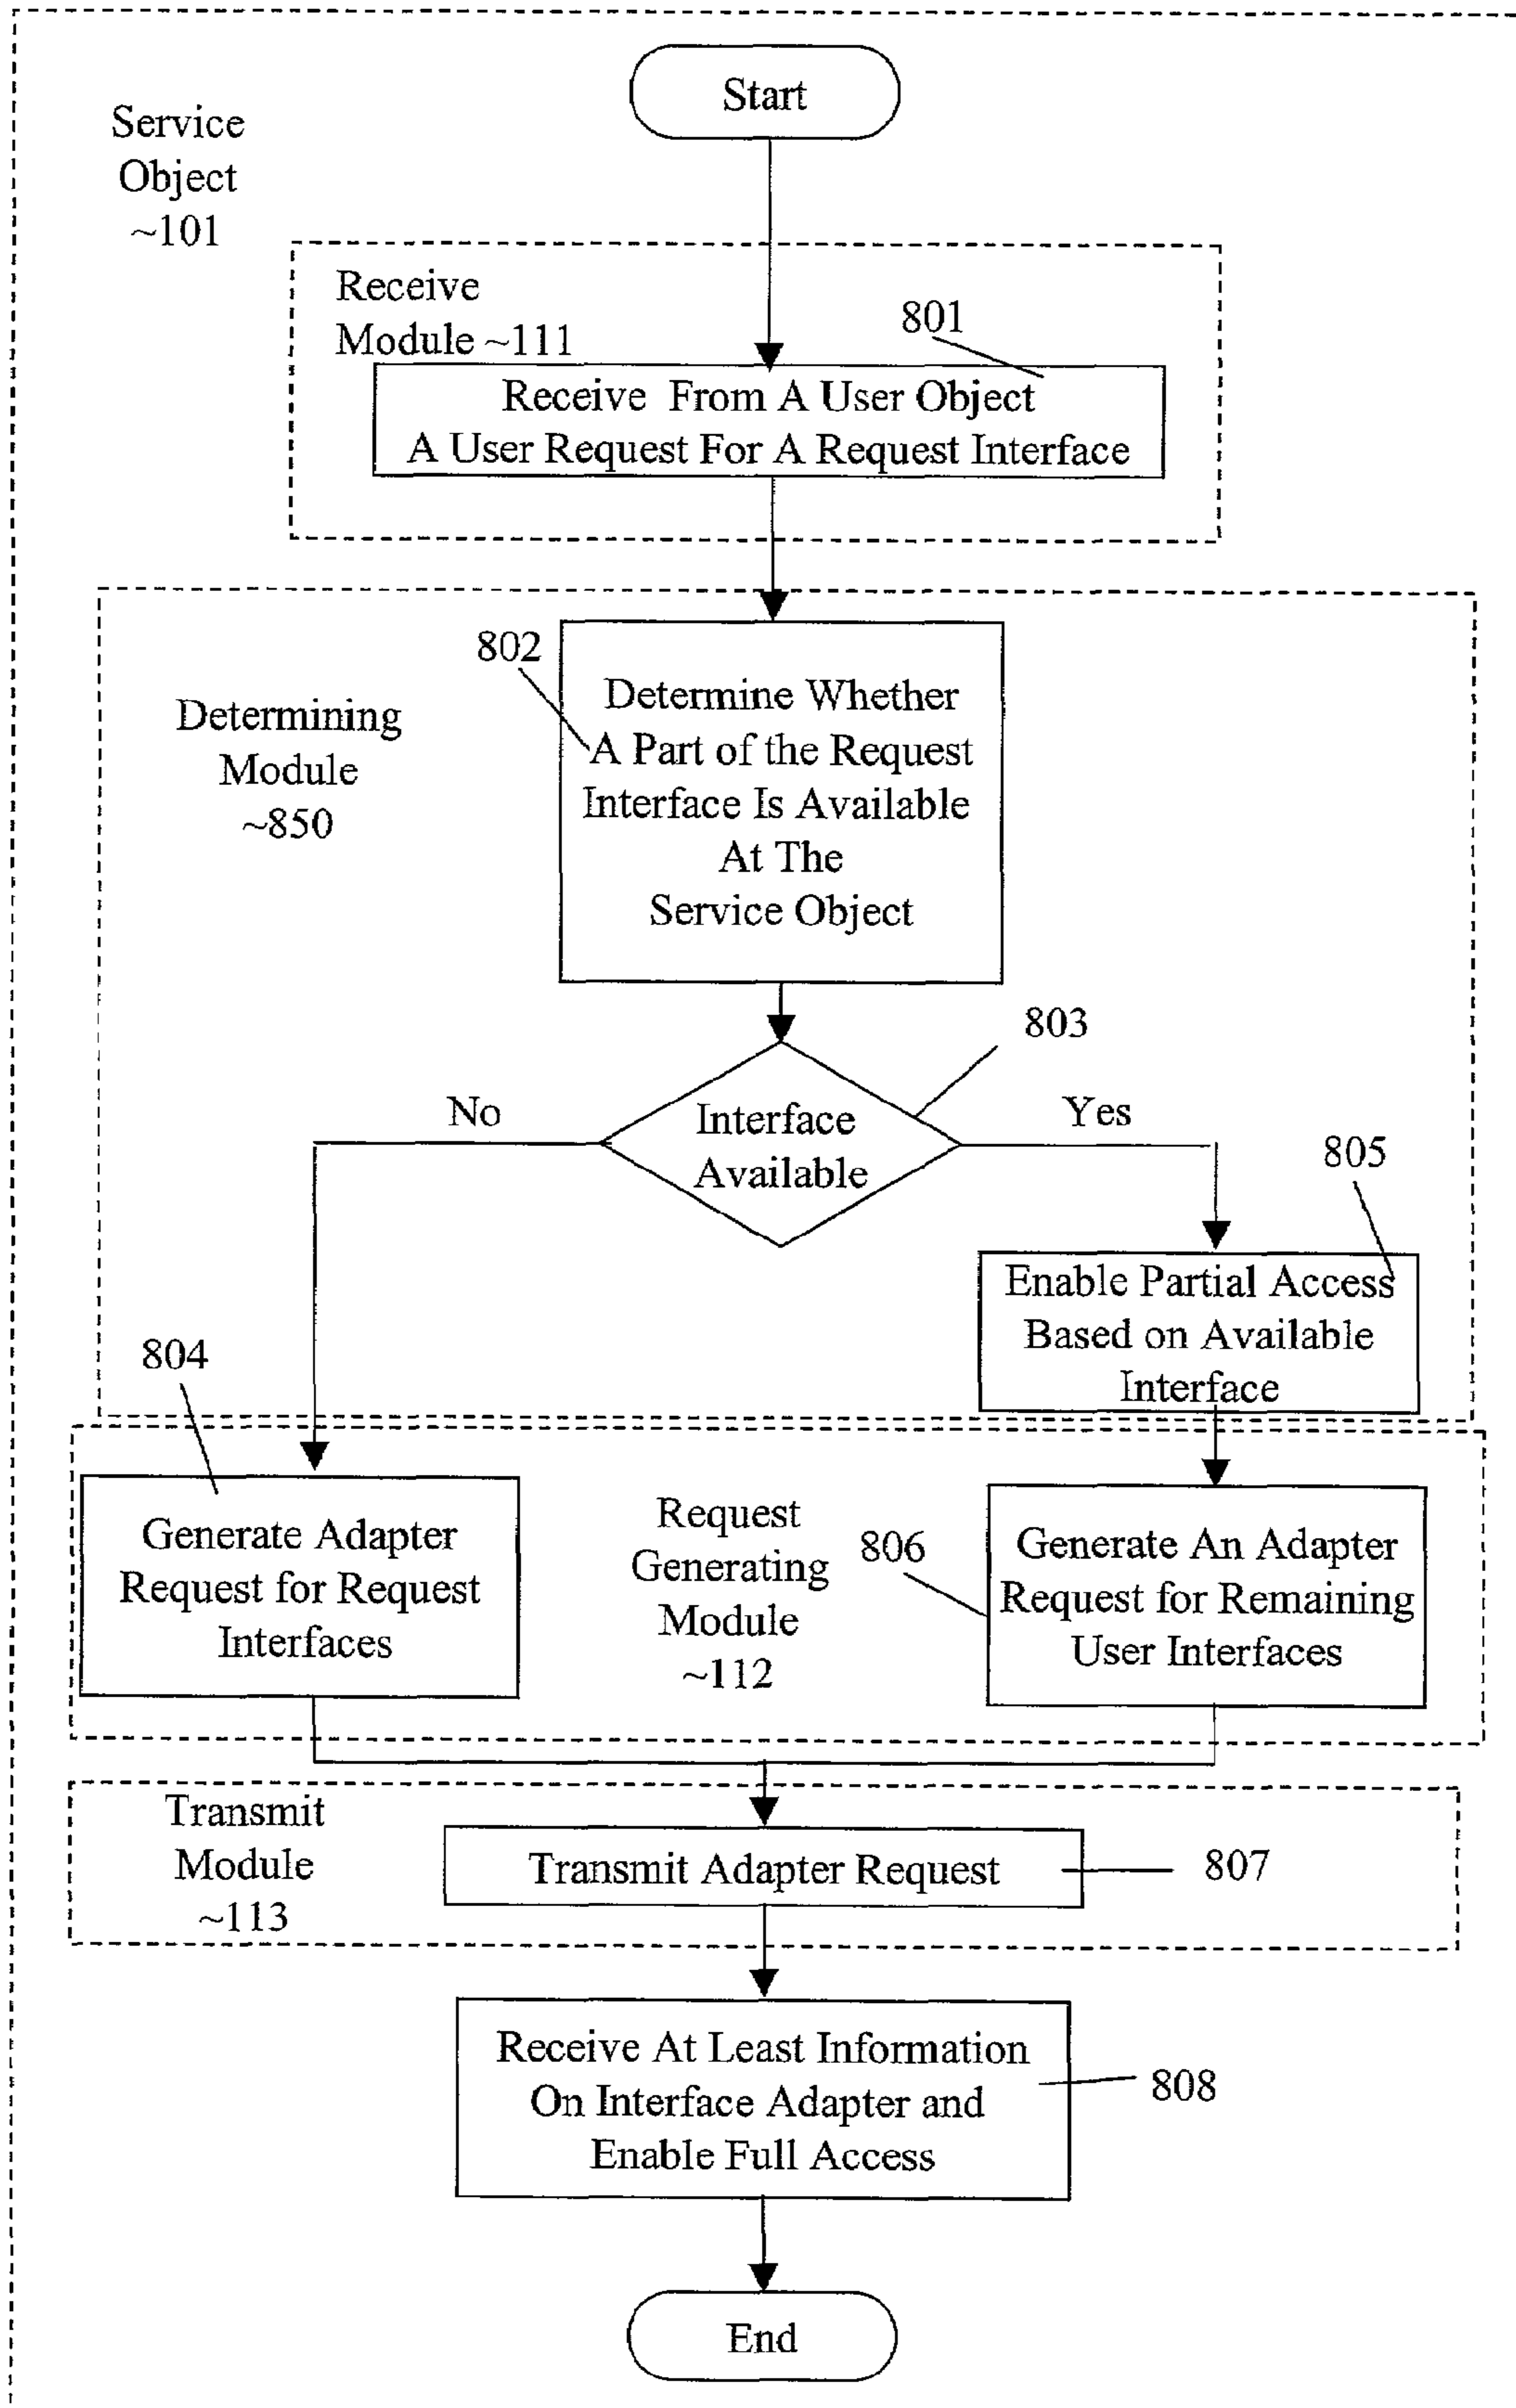 Start
Service
Object
~101
Receive
Module ~111
801
Receive From A User Object
A User Request For A Request Interface
802
Determine Whether
A Part of the Request
Interface Is Available
At The
Service Object
Determining
Module
~850
803
No
Interface
Available
Yes
805
Enable Partial Access
Based on Available
Interface
804
Generate Adapter
Request for Request
Interfaces
Request
Generating
Module
~112
806
Generate An Adapter
Request for Remaining
User Interfaces
Transmit
Module
~113
Transmit Adapter Request
807
Receive At Least Information
On Interface Adapter and
Enable Full Access
808
End